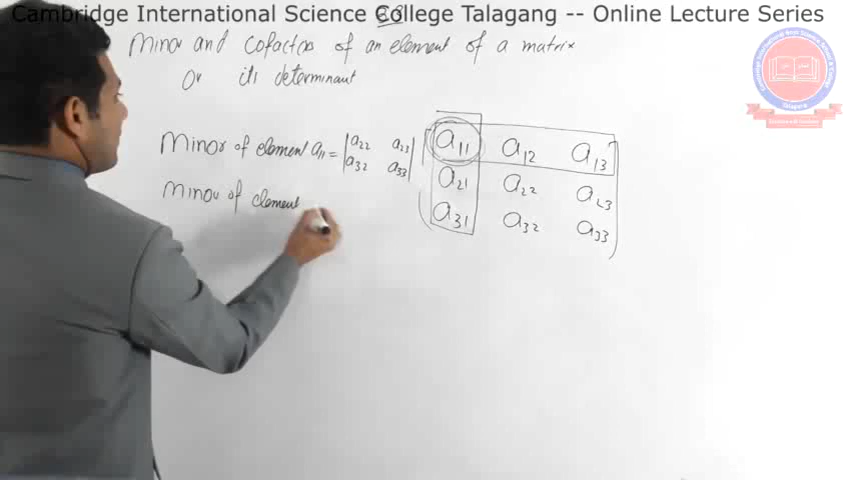 Cambridge International Science College Talagang -- Online Lecture Series
Minor and Cofactors of an element of a matrix
Or its determinant
Minor of element a11 = |a22 a23|
|a32 a33|
Minor of element
a11 a12 a13
a21 a22 a23
a31 a32 a33
Talagang